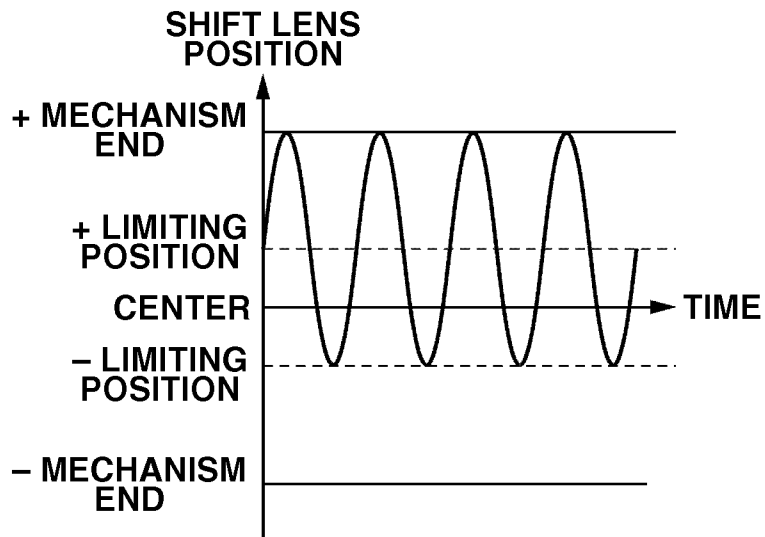 SHIFT LENS
POSITION
+ MECHANISM
END
+ LIMITING
POSITION
CENTER
TIME
– LIMITING
POSITION
– MECHANISM
END